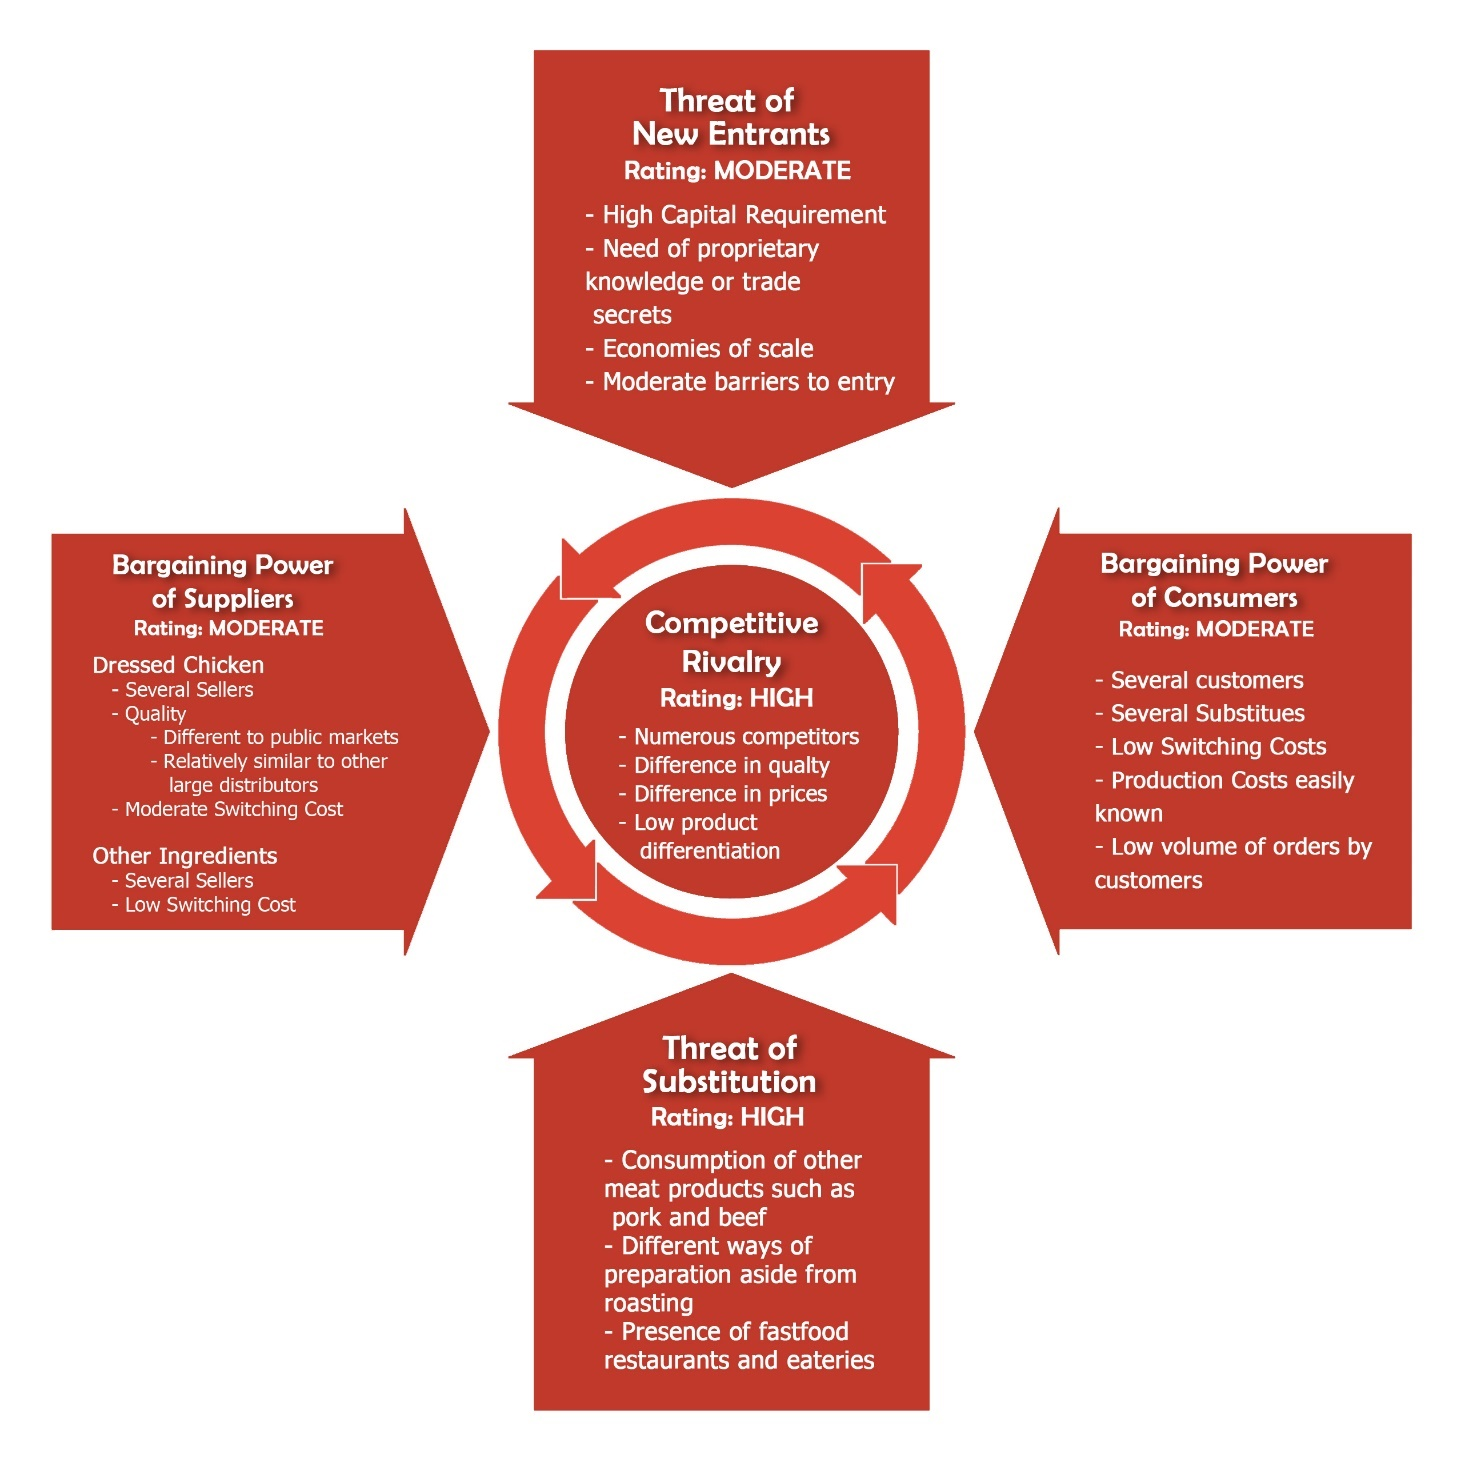 Threat of
New Entrants
Rating: MODERATE
- High Capital Requirement
- Need of proprietary
knowledge or trade
secrets
- Economies of scale
- Moderate barriers to entry
Bargaining Power
of Suppliers
Rating: MODERATE
Dressed Chicken
- Several Sellers
- Quality
- Different to public markets
- Relatively similar to other
large distributors
- Moderate Switching Cost
Other Ingredients
- Several Sellers
- Low Switching Cost
Competitive
Rivalry
Rating: HIGH
- Numerous competitors
- Difference in qualty
- Difference in prices
- Low product
differentiation
Bargaining Power
of Consumers
Rating: MODERATE
- Several customers
- Several Substitues
- Low Switching Costs
- Production Costs easily
known
- Low volume of orders by
customers
Threat of
Substitution
Rating: HIGH
- Consumption of other
meat products such as
pork and beef
- Different ways of
preparation aside from
roasting
- Presence of fastfood
restaurants and eateries